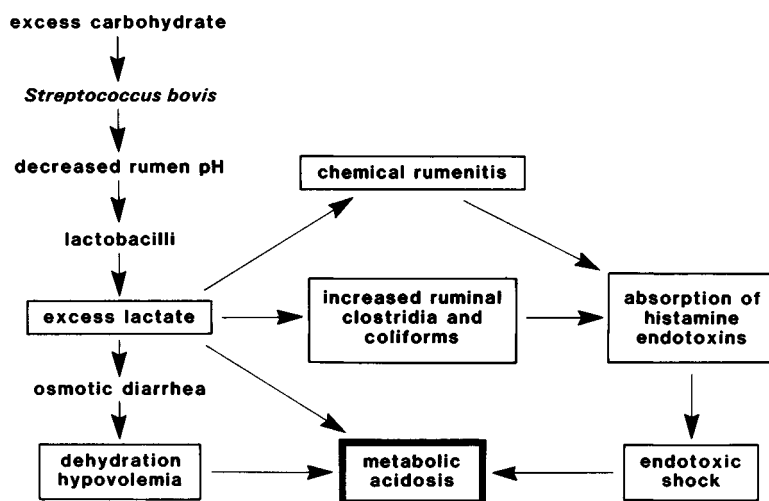 excess carbohydrate
Streptococcus bovis
decreased rumen pH
chemical rumenitis
lactobacilli
excess lactate
increased ruminal
clostridia and
coliforms
absorption of
histamine
endotoxins
osmotic diarrhea
dehydration
hypovolemia
metabolic
acidosis
endotoxic
shock